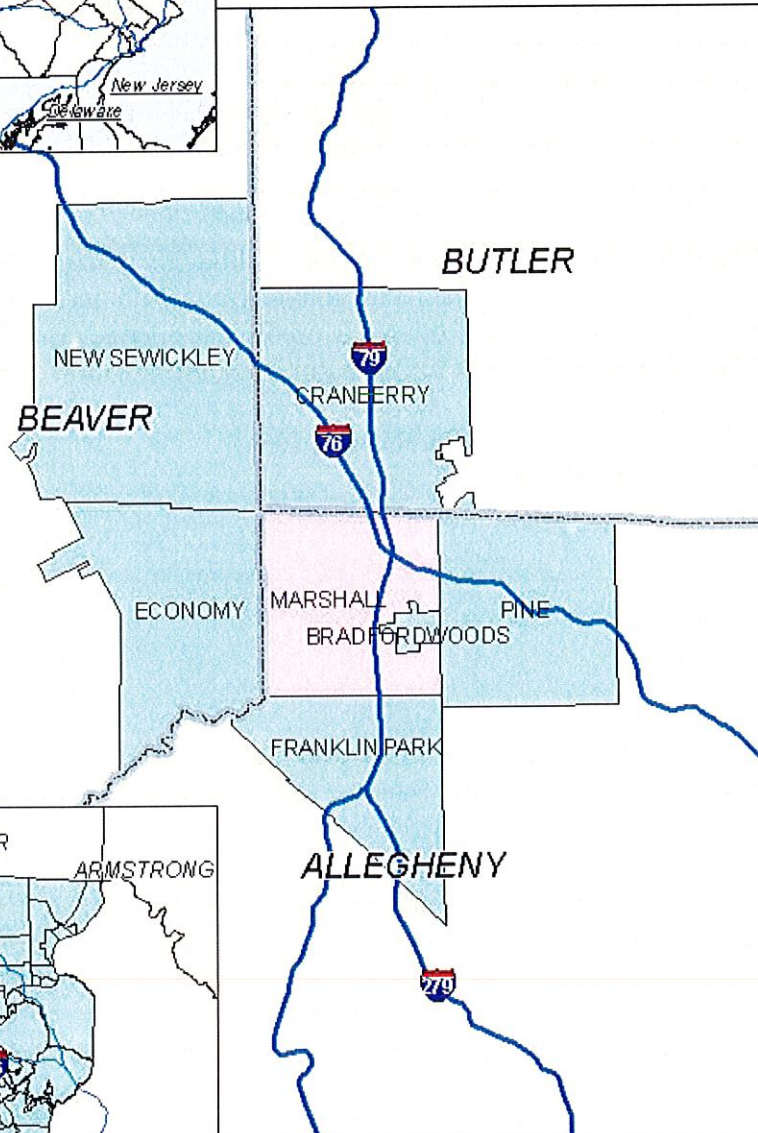 New Jersey
Delaware
BUTLER
79
NEW SEWICKLEY
CRANBERRY
BEAVER
76
MARSHALL
ECONOMY
PINE
BRADFORDWOODS
FRANKLIN PARK
R
ARMSTRONG
ALLEGHENY
279